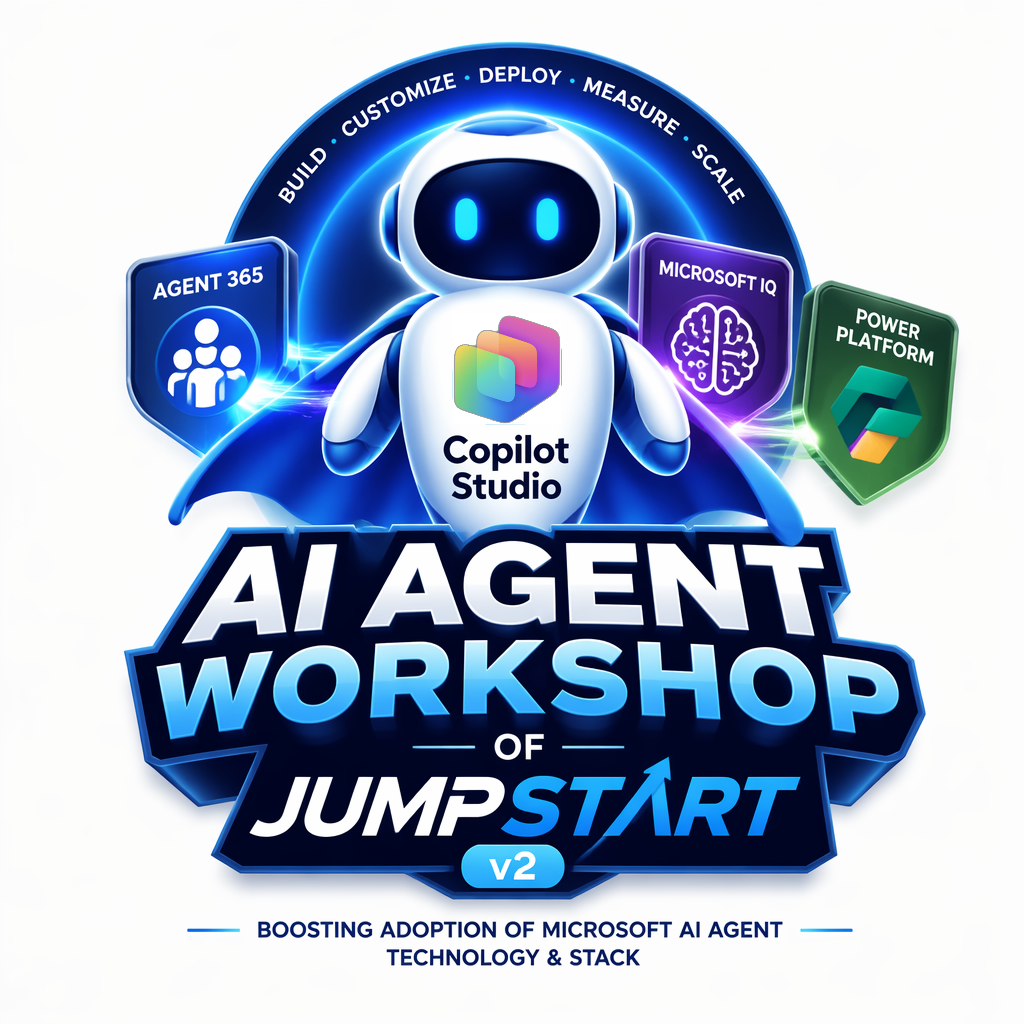 BUILD · CUSTOMIZE · DEPLOY · MEASURE · SCALE
AGENT 365
MICROSOFT IQ
POWER
PLATFORM
Copilot
Studio
AI AGENT
WORKSHOP
OF
JUMPSTART
v2
BOOSTING ADOPTION OF MICROSOFT AI AGENT
TECHNOLOGY & STACK